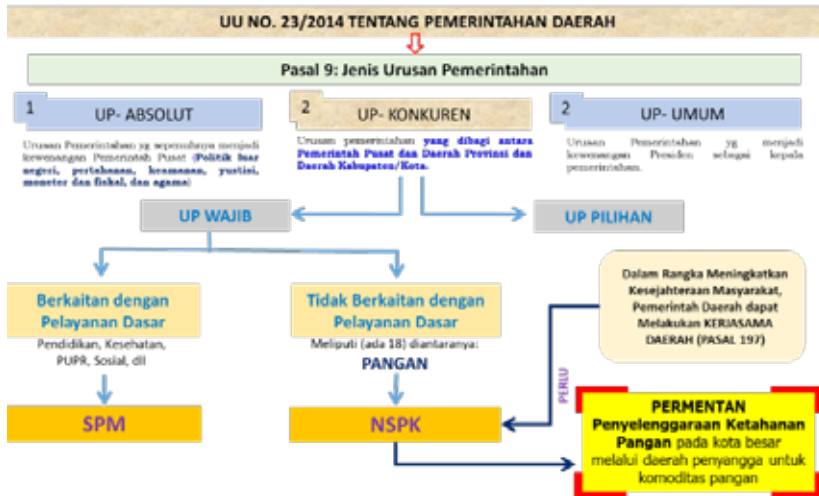 UU NO. 23/2014 TENTANG PEMERINTAHAN DAERAH
Pasal 9: Jenis Urusan Pemerintahan
1
UP- ABSOLUT
Urusan Pemerintahan yg sepenuhnya menjadi
kewenangan Pemerintah Pusat (Politik luar
negeri, pertahanan, keamanan, yustisi,
moneter dan fiskal, dan agama)
2
UP- KONKUREN
Urusan pemerintahan yang dibagi antara
Pemerintah Pusat dan Daerah Provinsi dan
Daerah Kabupaten/Kota.
2
UP- UMUM
Urusan Pemerintahan yg menjadi
kewenangan Presiden sebagai kepala
pemerintahan.
UP WAJIB
UP PILIHAN
Berkaitan dengan
Pelayanan Dasar
Pendidikan, Kesehatan,
PUPR, Sosial, dll
SPM
Tidak Berkaitan dengan
Pelayanan Dasar
Meliputi (ada 18) diantaranya:
PANGAN
NSPK
Dalam Rangka Meningkatkan
Kesejahteraan Masyarakat,
Pemerintah Daerah dapat
Melakukan KERJASAMA
DAERAH (PASAL 197)
PERLU
PERMENTAN
Penyelenggaraan Ketahanan
Pangan pada kota besar
melalui daerah penyangga untuk
komoditas pangan